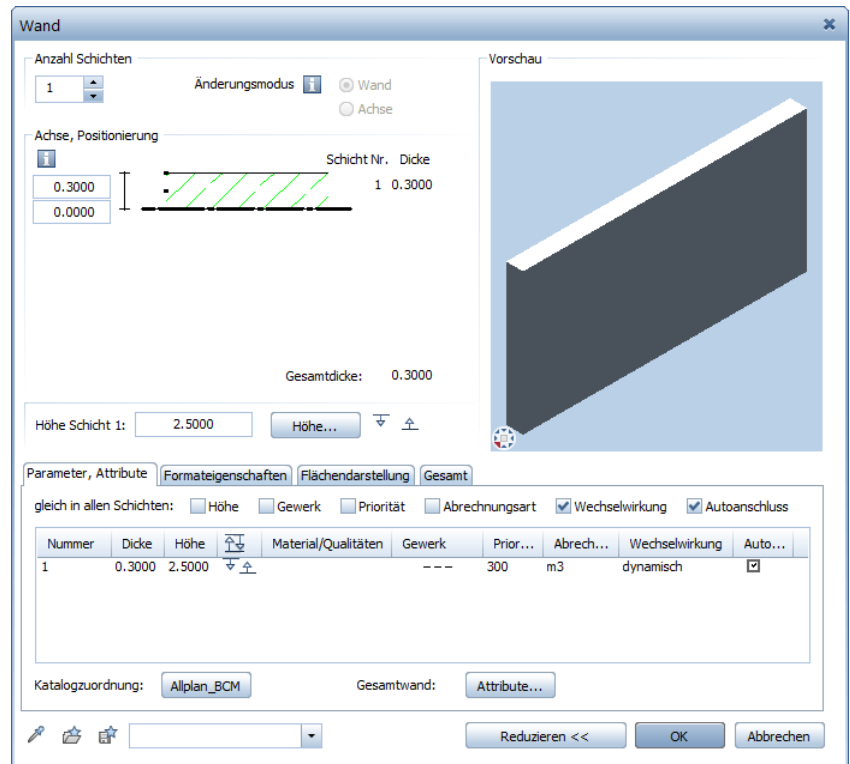 Wand
Anzahl Schichten
1
Änderungsmodus
Wand
Achse
Vorschau
Achse, Positionierung
Schicht Nr. Dicke
0.3000
1 0.3000
0.0000
Gesamtdicke: 0.3000
Höhe Schicht 1: 2.5000 Höhe...
Parameter, Attribute Formateigenschaften Flächendarstellung Gesamt
gleich in allen Schichten: Höhe Gewerk Priorität Abrechnungsart Wechselwirkung Autoanschluss
Nummer Dicke Höhe Material/Qualitäten Gewerk Prior... Abrech... Wechselwirkung Auto...
1 0.3000 2.5000 --- 300 m3 dynamisch
Katalogzuordnung: Allplan_BCM Gesamtwand: Attribute...
Reduzieren << OK Abbrechen